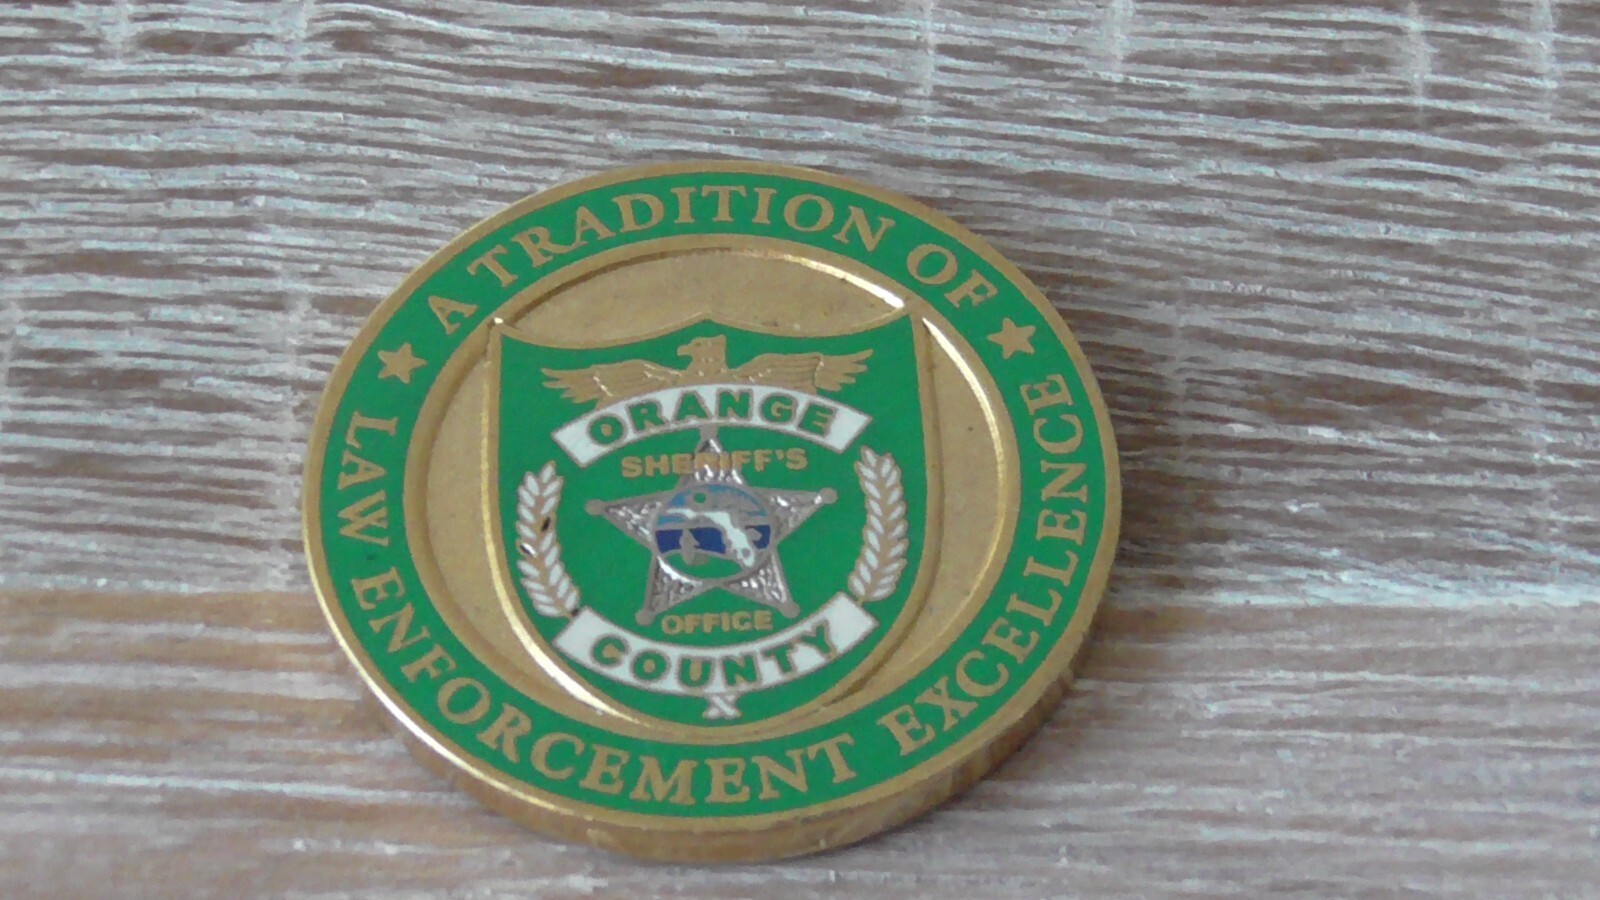 A TRADITION OF
LAW ENFORCEMENT EXCELLENCE
ORANGE
SHERIFF'S
OFFICE
COUNTY